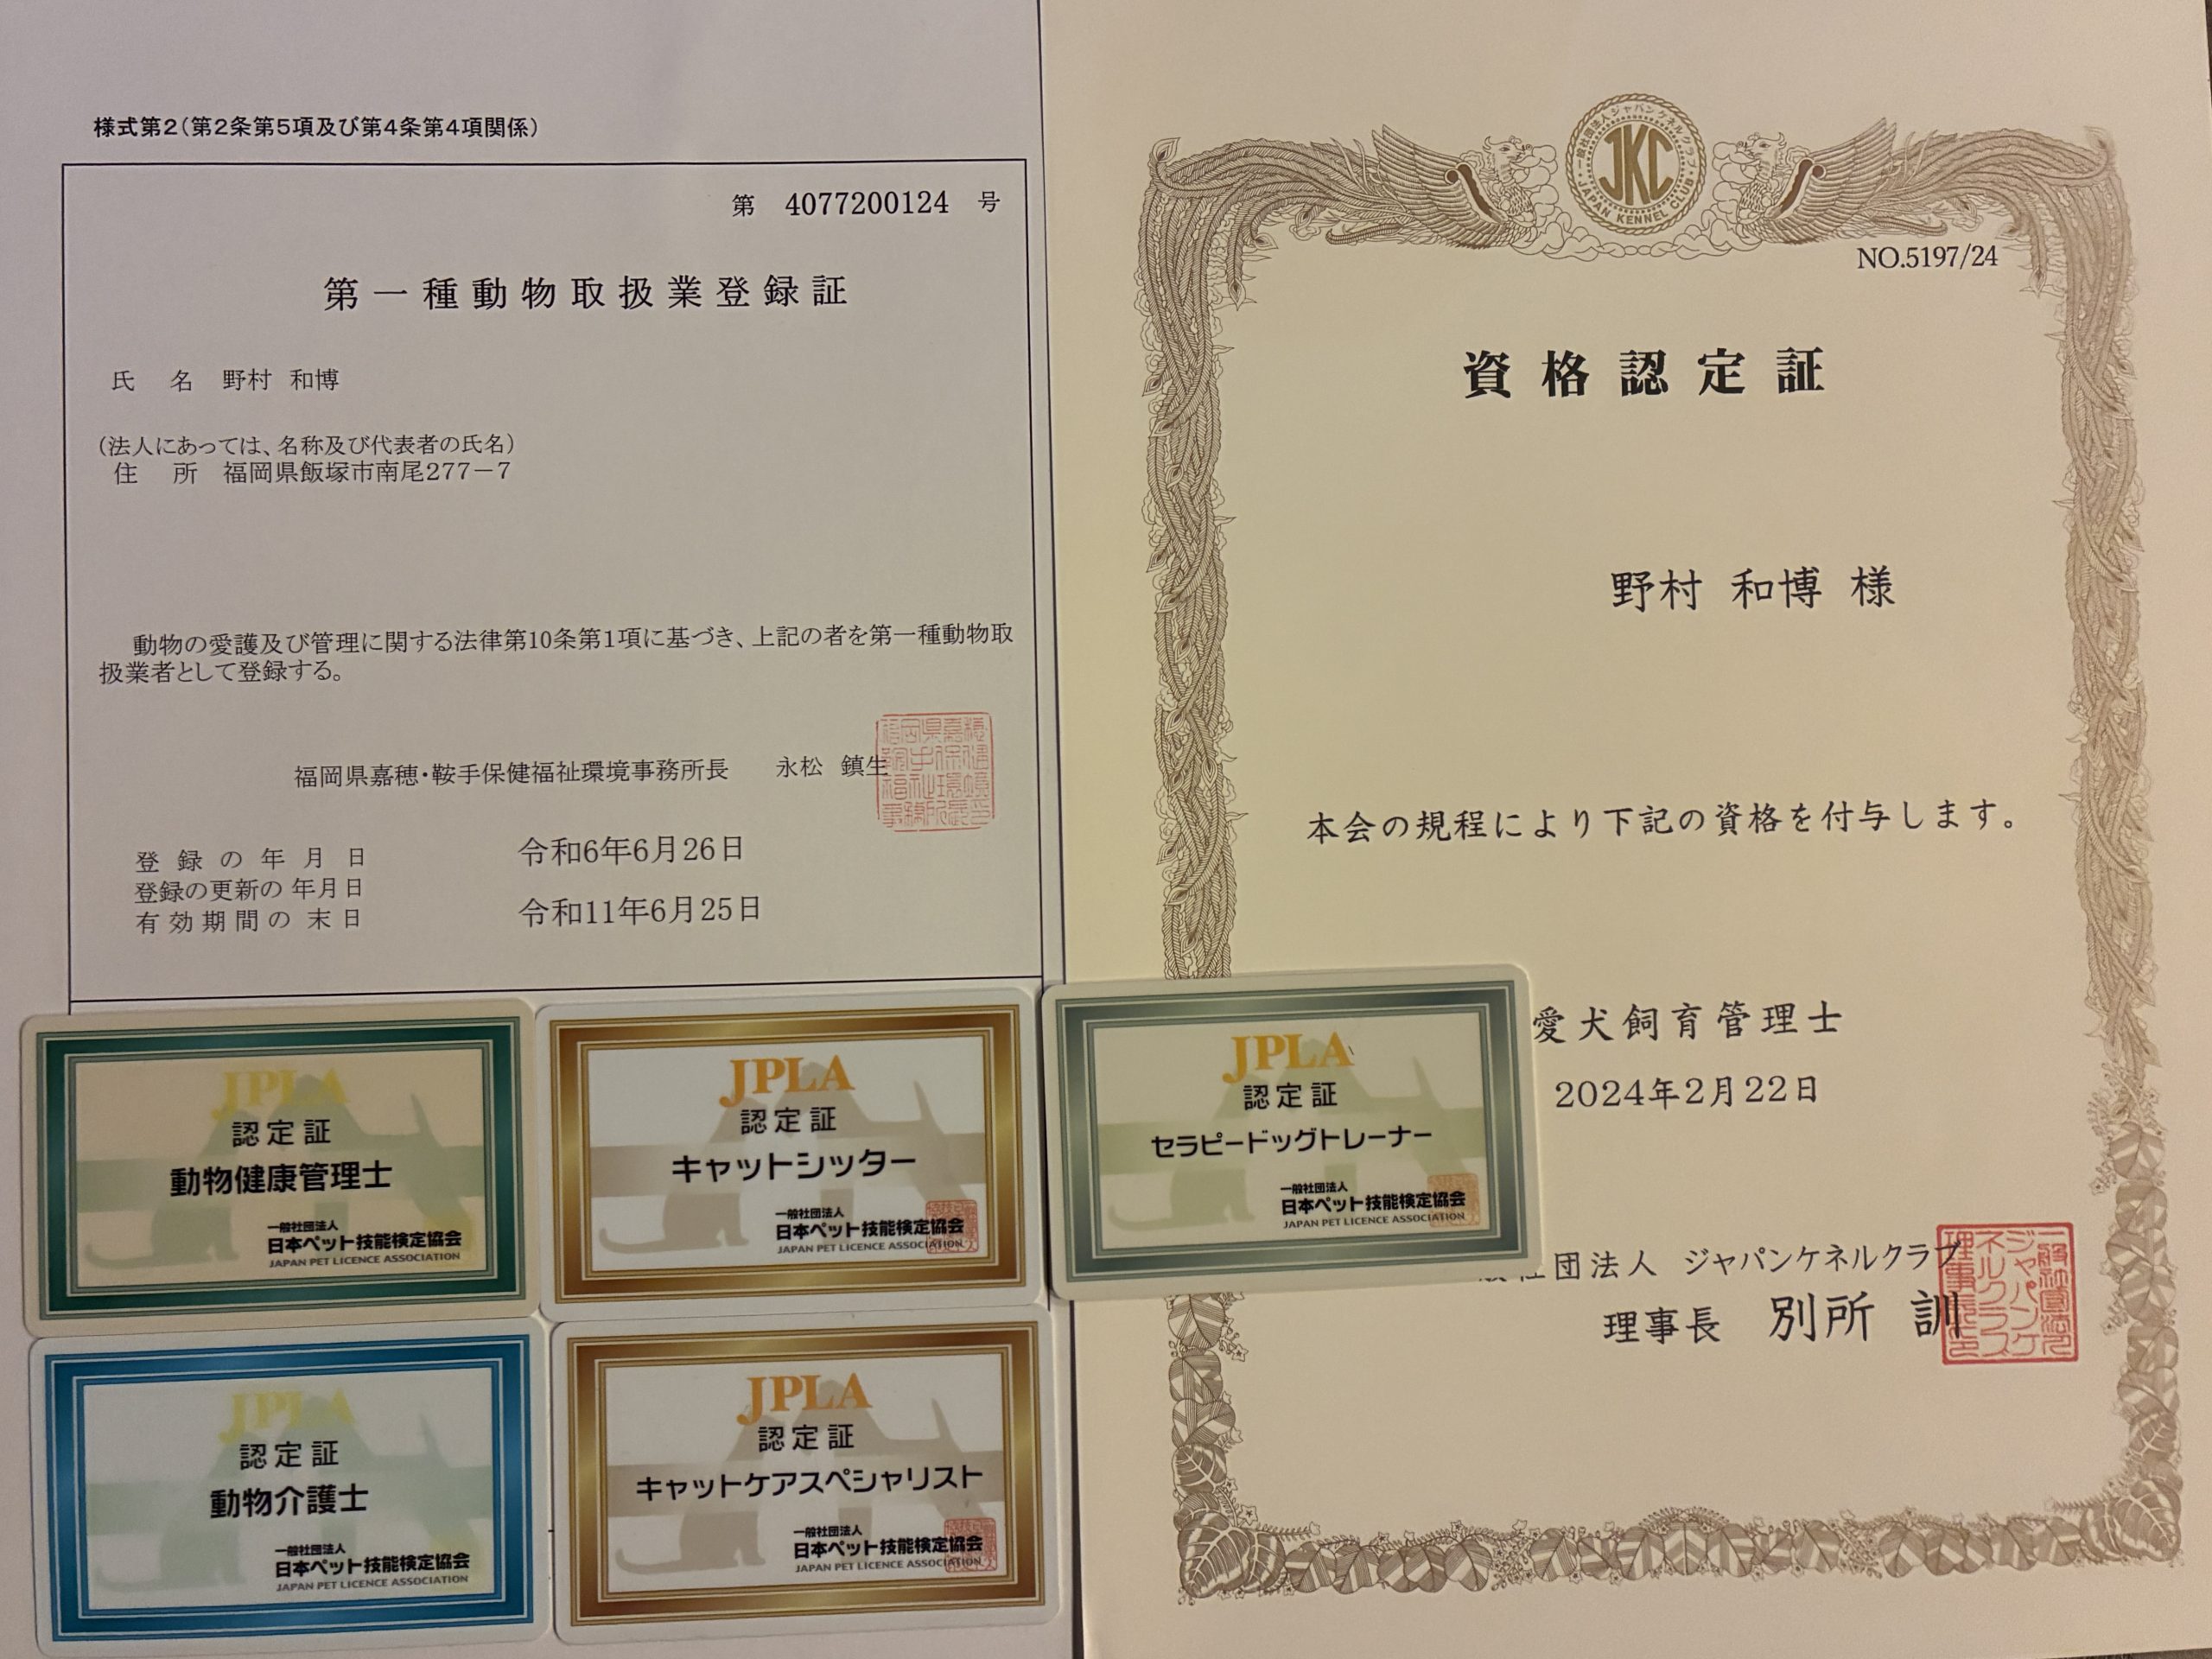 様式第2(第2条第5項及び第4条第4項関係)
第 4077200124 号
第一種動物取扱業登録証
氏 名 野村 和博
(法人にあっては、名称及び代表者の氏名)
住 所 福岡県飯塚市南尾277-7
動物の愛護及び管理に関する法律第10条第1項に基づき、上記の者を第一種動物取
扱業者として登録する。
福岡県嘉穂・鞍手保健福祉環境事務所長 永松 鎮生
登録の年月日 令和6年6月26日
登録の更新の年月日
有効期間の末日 令和11年6月25日
一般社団法人ジャパンケネルクラブ
JKC
JAPAN KENNEL CLUB
NO.5197/24
資格認定証
野村 和博 様
本会の規程により下記の資格を付与します。
愛犬飼育管理士
2024年2月22日
社団法人 ジャパンケネルクラブ
理事長 別所 訓
JPLA
認定証
動物健康管理士
一般社団法人
日本ペット技能検定協会
JAPAN PET LICENCE ASSOCIATION
JPLA
認定証
キャットシッター
一般社団法人
日本ペット技能検定協会
JAPAN PET LICENCE ASSOCIATION
JPLA
認定証
セラピードッグトレーナー
一般社団法人
日本ペット技能検定協会
JAPAN PET LICENCE ASSOCIATION
JPLA
認定証
動物介護士
一般社団法人
日本ペット技能検定協会
JAPAN PET LICENCE ASSOCIATION
JPLA
認定証
キャットケアスペシャリスト
一般社団法人
日本ペット技能検定協会
JAPAN PET LICENCE ASSOCIATION